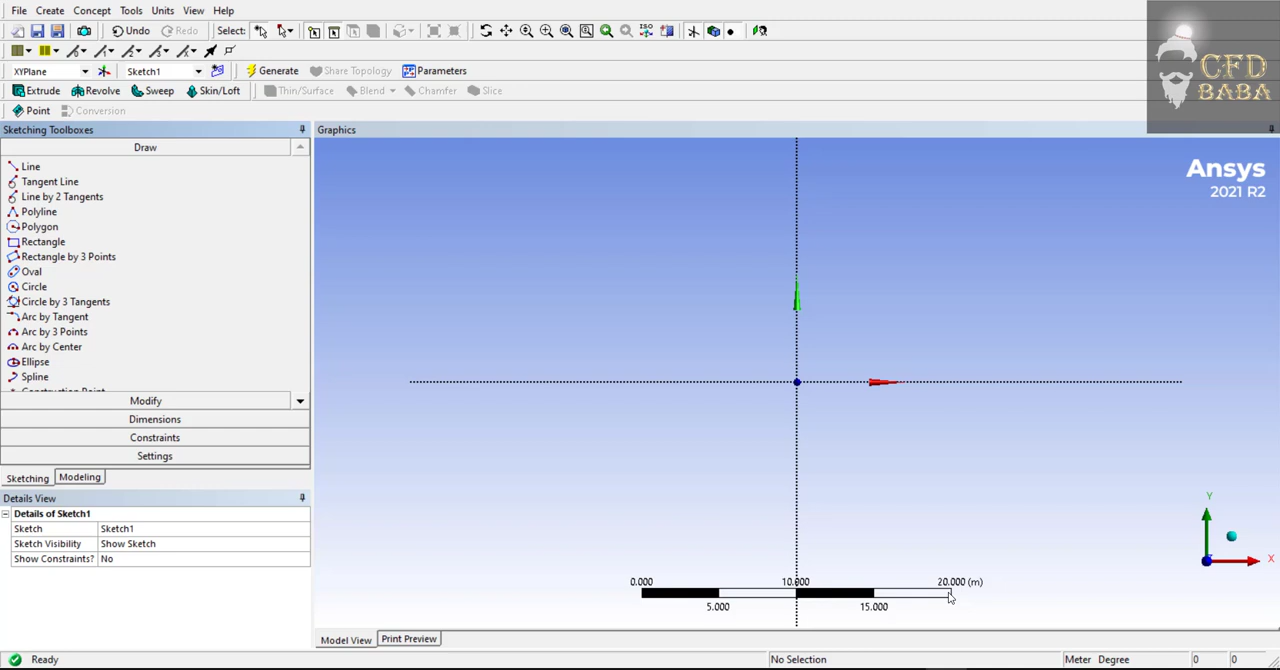 File Create Concept Tools Units View Help
Undo Redo Select:
XYPlane Sketch1 Generate Share Topology Parameters
Extrude Revolve Sweep Skin/Loft Thin/Surface Blend Chamfer Slice
Point Conversion
CFD
BABA
Sketching Toolboxes
Draw
Line
Tangent Line
Line by 2 Tangents
Polyline
Polygon
Rectangle
Rectangle by 3 Points
Oval
Circle
Circle by 3 Tangents
Arc by Tangent
Arc by 3 Points
Arc by Center
Ellipse
Spline
Construction Point
Modify
Dimensions
Constraints
Settings
Sketching Modeling
Details View
Details of Sketch1
Sketch Sketch1
Sketch Visibility Show Sketch
Show Constraints? No
Graphics
Ansys
2021 R2
Y
X
0.000 10.000 20.000 (m)
5.000 15.000
Model View Print Preview
Ready No Selection Meter Degree 0 0